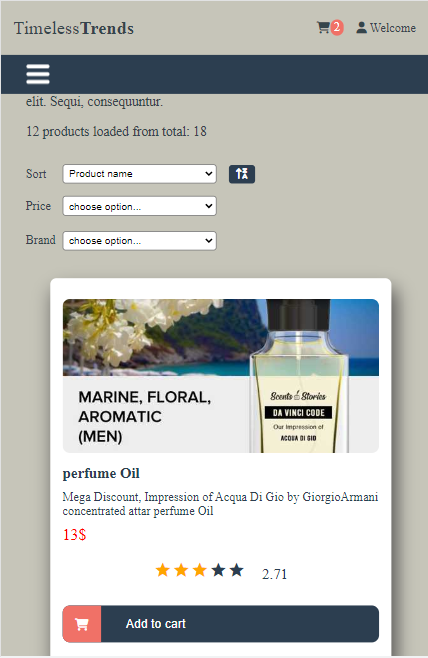 TimelessTrends
2
Welcome
elit. Sequi, consequuntur.
12 products loaded from total: 18
Sort
Product name
Price
choose option...
Brand
choose option...
MARINE, FLORAL,
AROMATIC
(MEN)
Scents Stories
DA VINCI CODE
Our Impression of
ACQUA DI GIO
perfume Oil
Mega Discount, Impression of Acqua Di Gio by GiorgioArmani
concentrated attar perfume Oil
13$
2.71
Add to cart